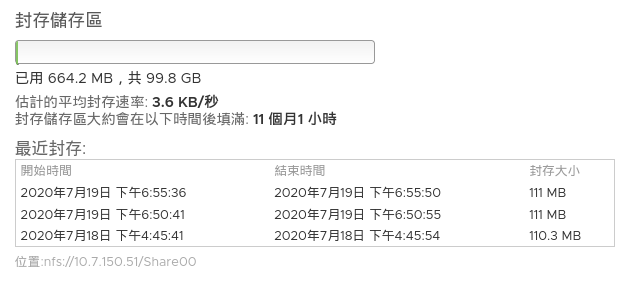 封存儲存區
已用 664.2 MB，共 99.8 GB
估計的平均封存速率: 3.6 KB/秒
封存儲存區大約會在以下時間後填滿: 11 個月1 小時
最近封存:
開始時間 結束時間 封存大小
2020年7月19日 下午6:55:36 2020年7月19日 下午6:55:50 111 MB
2020年7月19日 下午6:50:41 2020年7月19日 下午6:50:55 111 MB
2020年7月18日 下午4:45:41 2020年7月18日 下午4:45:54 110.3 MB
位置:nfs://10.7.150.51/Share00